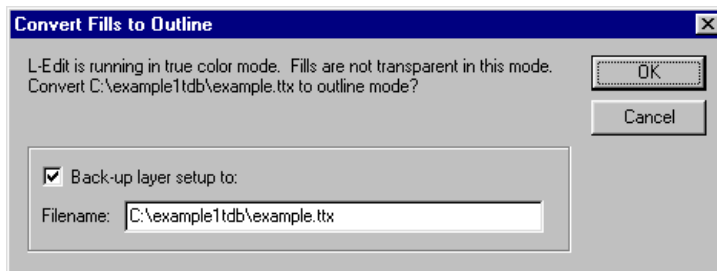 Convert Fills to Outline
L-Edit is running in true color mode. Fills are not transparent in this mode.
Convert C:\example1tdb\example.ttx to outline mode?
OK
Cancel
Back-up layer setup to:
Filename: C:\example1tdb\example.ttx